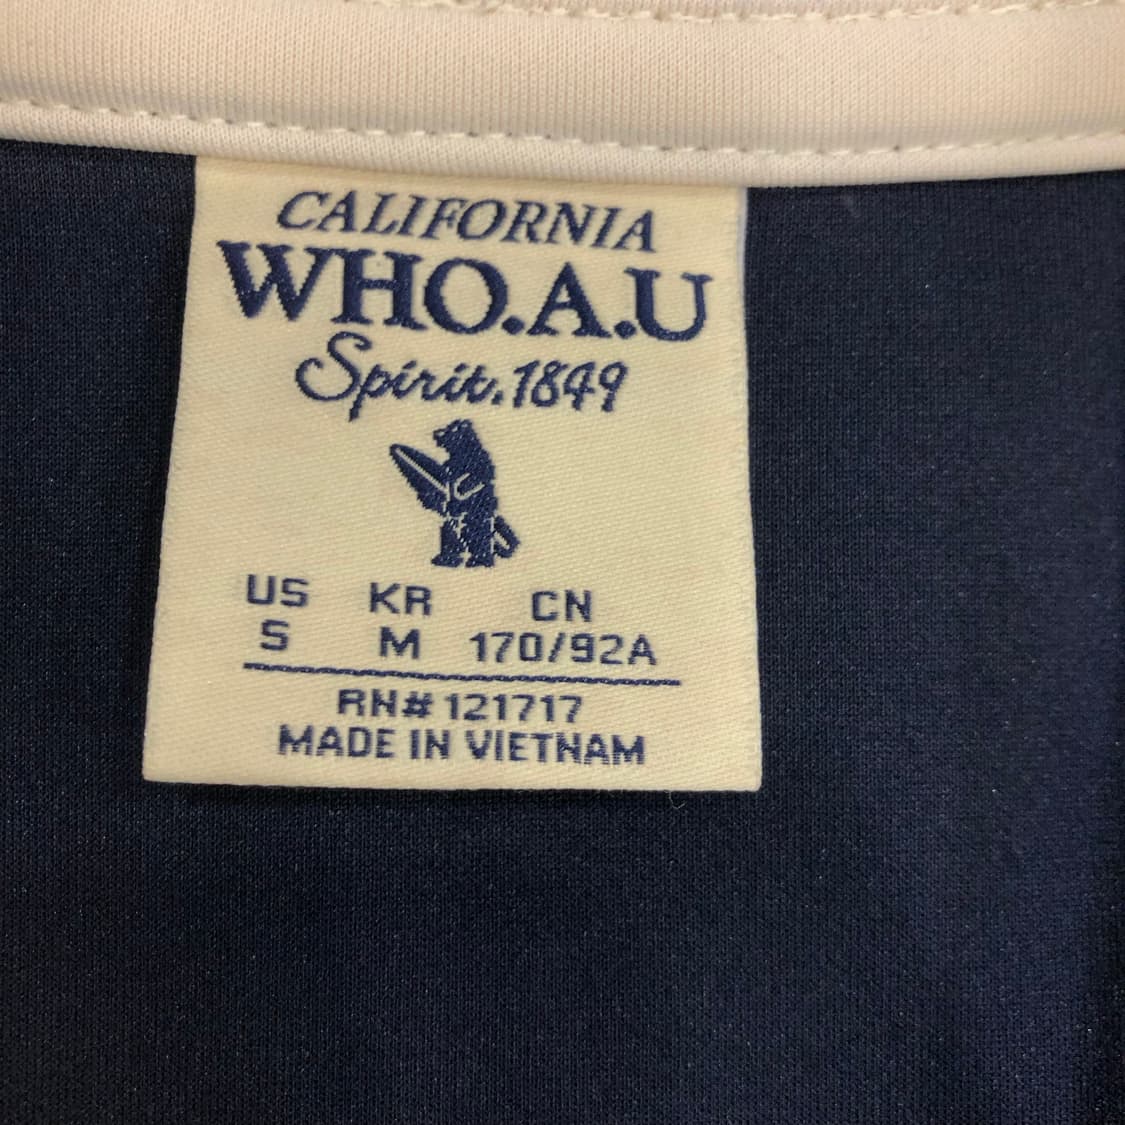 CALIFORNIA
WHO.A.U
Spirit.1849
US KR CN
S M 170/92A
RN# 121717
MADE IN VIETNAM